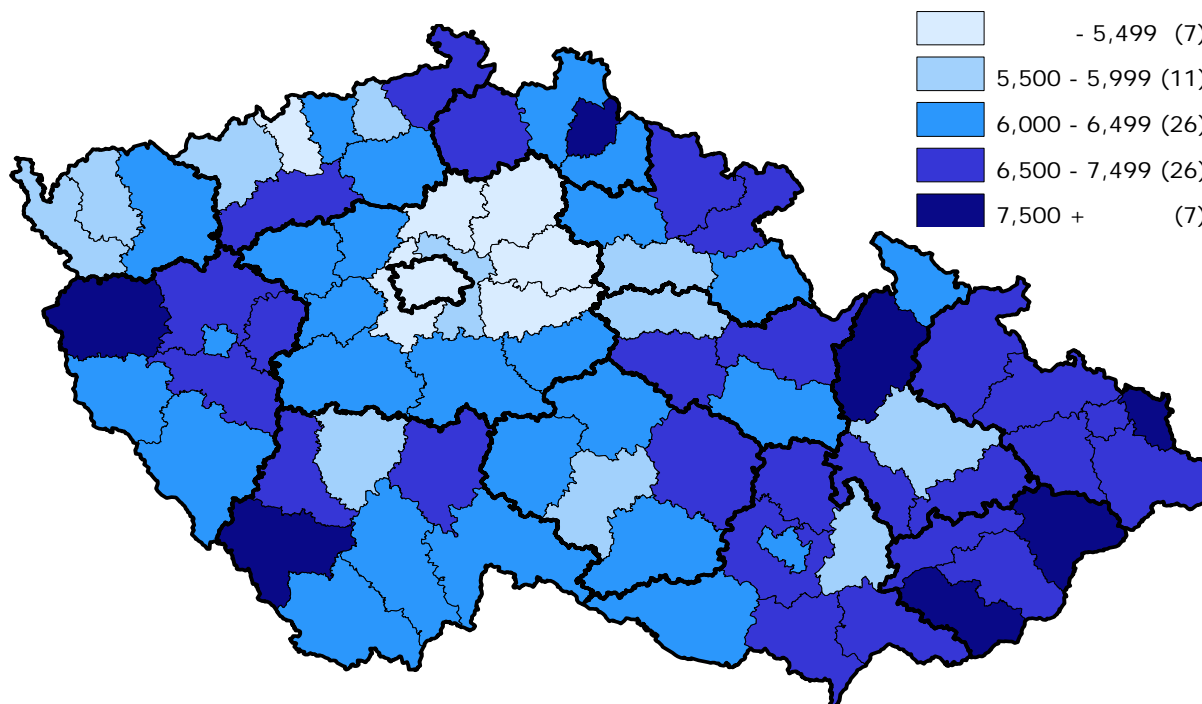 - 5,499 (7)
5,500 - 5,999 (11)
6,000 - 6,499 (26)
6,500 - 7,499 (26)
7,500 + (7)